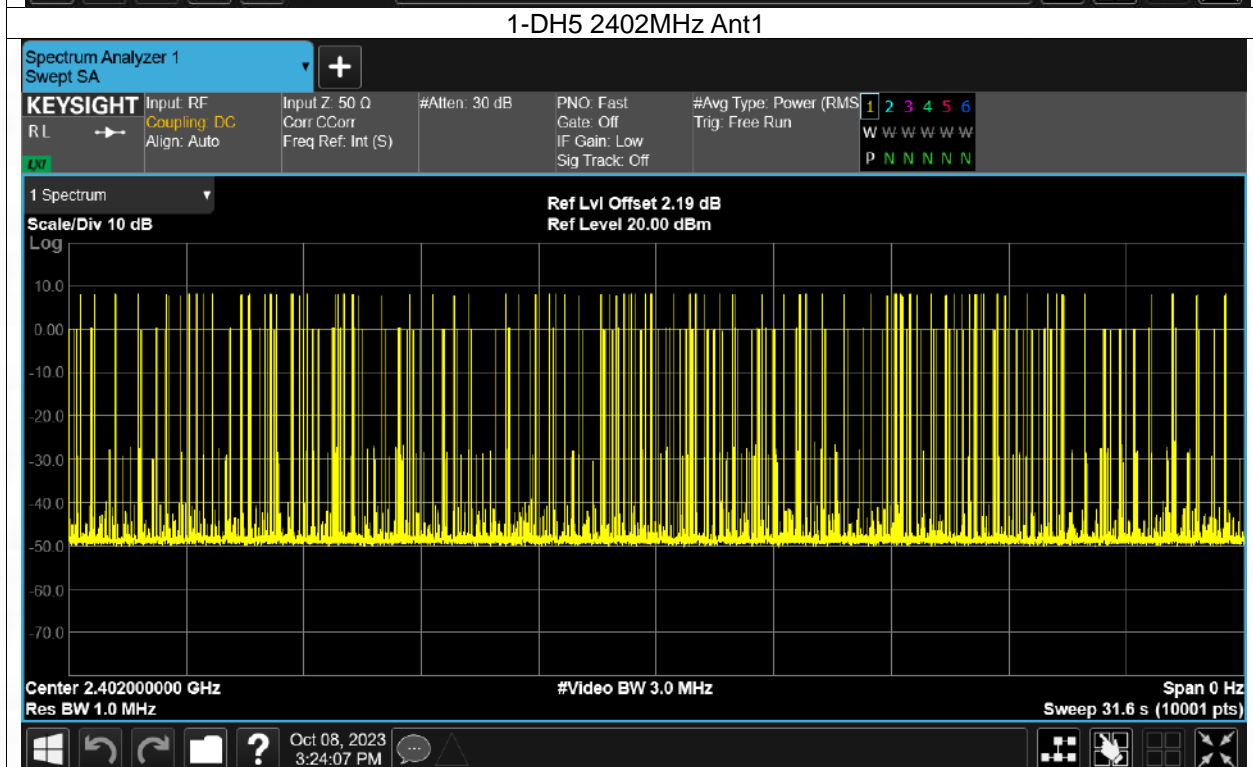 1-DH5 2402MHz Ant1
Spectrum Analyzer 1
Swept SA
+
KEYSIGHT
RL
LXI
Input: RF
Coupling: DC
Align: Auto
Input Z: 50 Ω
Corr CCorr
Freq Ref: Int (S)
#Atten: 30 dB
PNO: Fast
Gate: Off
IF Gain: Low
Sig Track: Off
#Avg Type: Power (RMS
Trig: Free Run
1 2 3 4 5 6
W W W W W W
P N N N N N
1 Spectrum
Scale/Div 10 dB
Ref Lvl Offset 2.19 dB
Ref Level 20.00 dBm
Log
10.0
0.00
-10.0
-20.0
-30.0
-40.0
-50.0
-60.0
-70.0
Center 2.402000000 GHz
#Video BW 3.0 MHz
Span 0 Hz
Res BW 1.0 MHz
Sweep 31.6 s (10001 pts)
?
Oct 08, 2023
3:24:07 PM